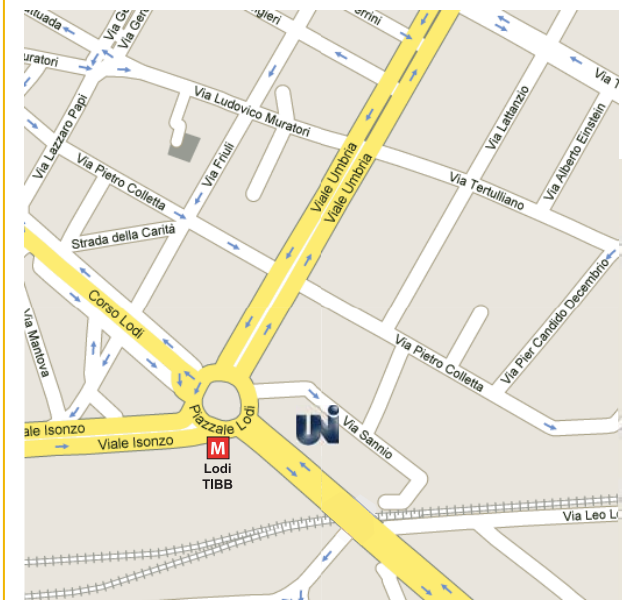 Via Friuli
Via Lazzaro Papi
Via Ludovico Muratori
Via Lattanzio
Via Alberto Einstein
Via Pietro Colletta
Viale Umbria
Viale Umbria
Via Tertulliano
Strada della Carità
Corso Lodi
Via Mantova
Via Pier Candido Decembrio
Via Pietro Colletta
Piazzale Lodi
UNI
Via Sannio
Viale Isonzo
M
Lodi
TIBB
Via Leo